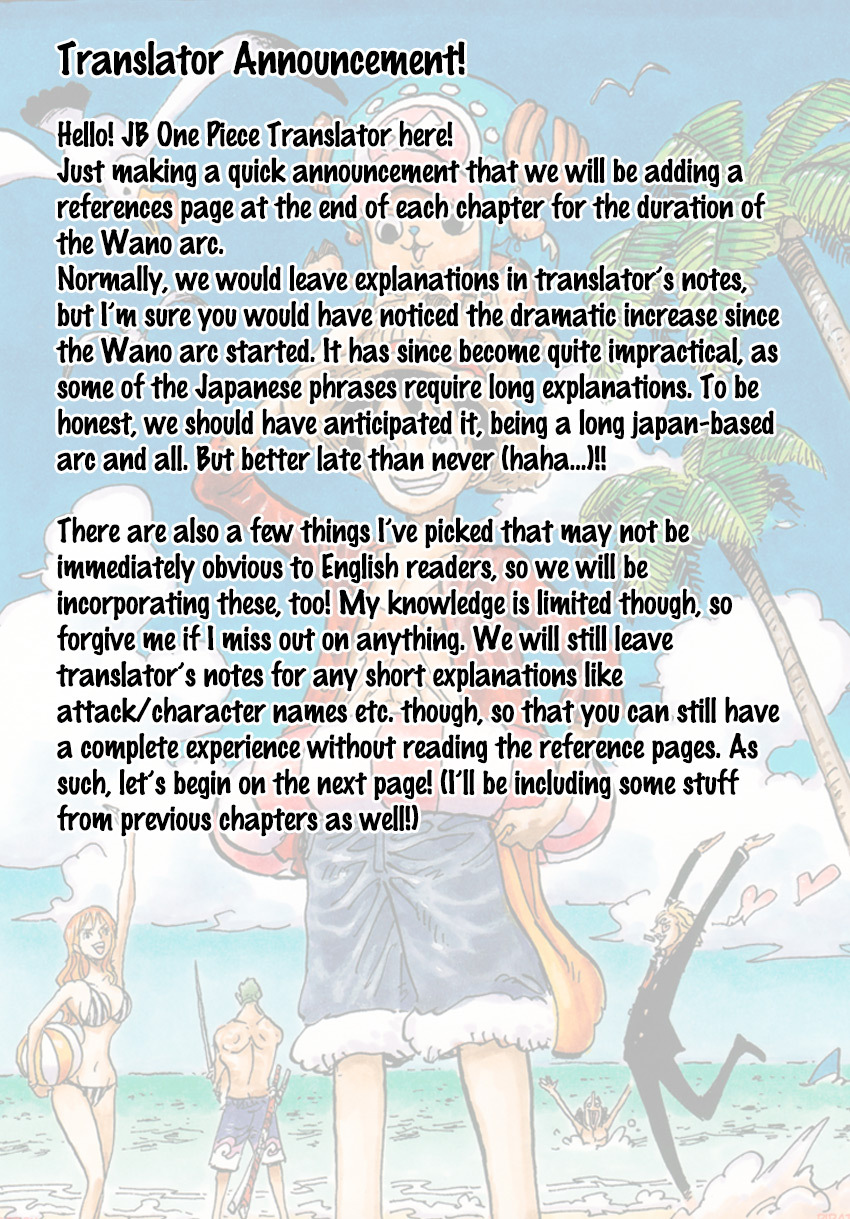 Translator Announcement!
Hello! JB One Piece Translator here!
Just making a quick announcement that we will be adding a
references page at the end of each chapter for the duration of
the Wano arc.
Normally, we would leave explanations in translator's notes,
but I'm sure you would have noticed the dramatic increase since
the Wano arc started. It has since become quite impractical, as
some of the Japanese phrases require long explanations. To be
honest, we should have anticipated it, being a long japan-based
arc and all. But better late than never (haha...)!!
There are also a few things I've picked that may not be
immediately obvious to English readers, so we will be
incorporating these, too! My knowledge is limited though, so
forgive me if I miss out on anything. We will still leave
translator's notes for any short explanations like
attack/character names etc. though, so that you can still have
a complete experience without reading the reference pages. As
such, let's begin on the next page! (I'll be including some stuff
from previous chapters as well!)